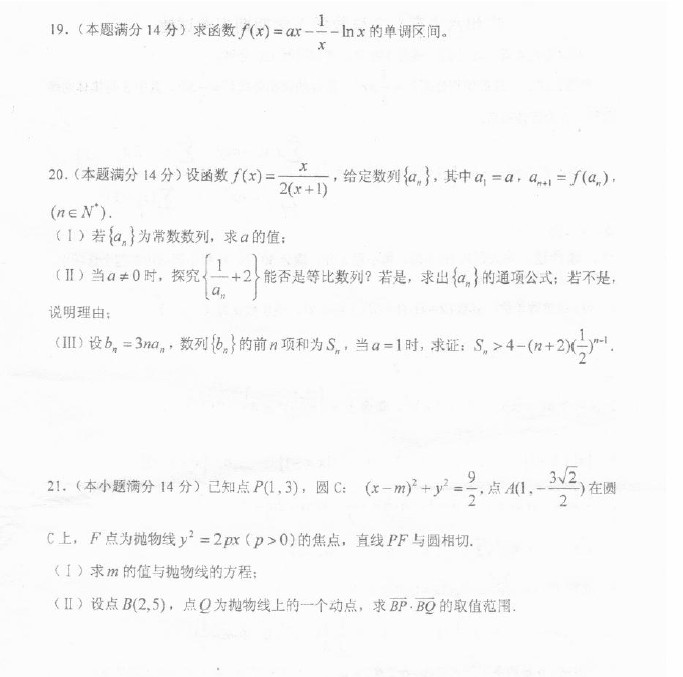 19.（本题满分 14 分）求函数 f(x) = ax - 1/x - ln x 的单调区间。
20.（本题满分 14 分）设函数 f(x) = x/(2(x+1))，给定数列{aₙ}，其中 a₁ = a，aₙ₊₁ = f(aₙ)，
(n∈N*).
（Ⅰ）若{aₙ}为常数数列，求 a 的值；
（Ⅱ）当 a ≠ 0 时，探究{1/aₙ + 2}能否是等比数列？若是，求出{aₙ}的通项公式；若不是，
说明理由；
（Ⅲ）设 bₙ = 3naₙ，数列{bₙ}的前 n 项和为 Sₙ，当 a = 1 时，求证：Sₙ > 4 - (n+2)(1/2)ⁿ⁻¹.
21.（本小题满分 14 分）已知点 P(1,3)，圆 C： (x-m)² + y² = 9/2，点 A(1, -3√2/2) 在圆
C 上，F 点为抛物线 y² = 2px（p > 0）的焦点，直线 PF 与圆相切.
（Ⅰ）求 m 的值与抛物线的方程；
（Ⅱ）设点 B(2,5)，点 Q 为抛物线上的一个动点，求 BP→·BQ→ 的取值范围.